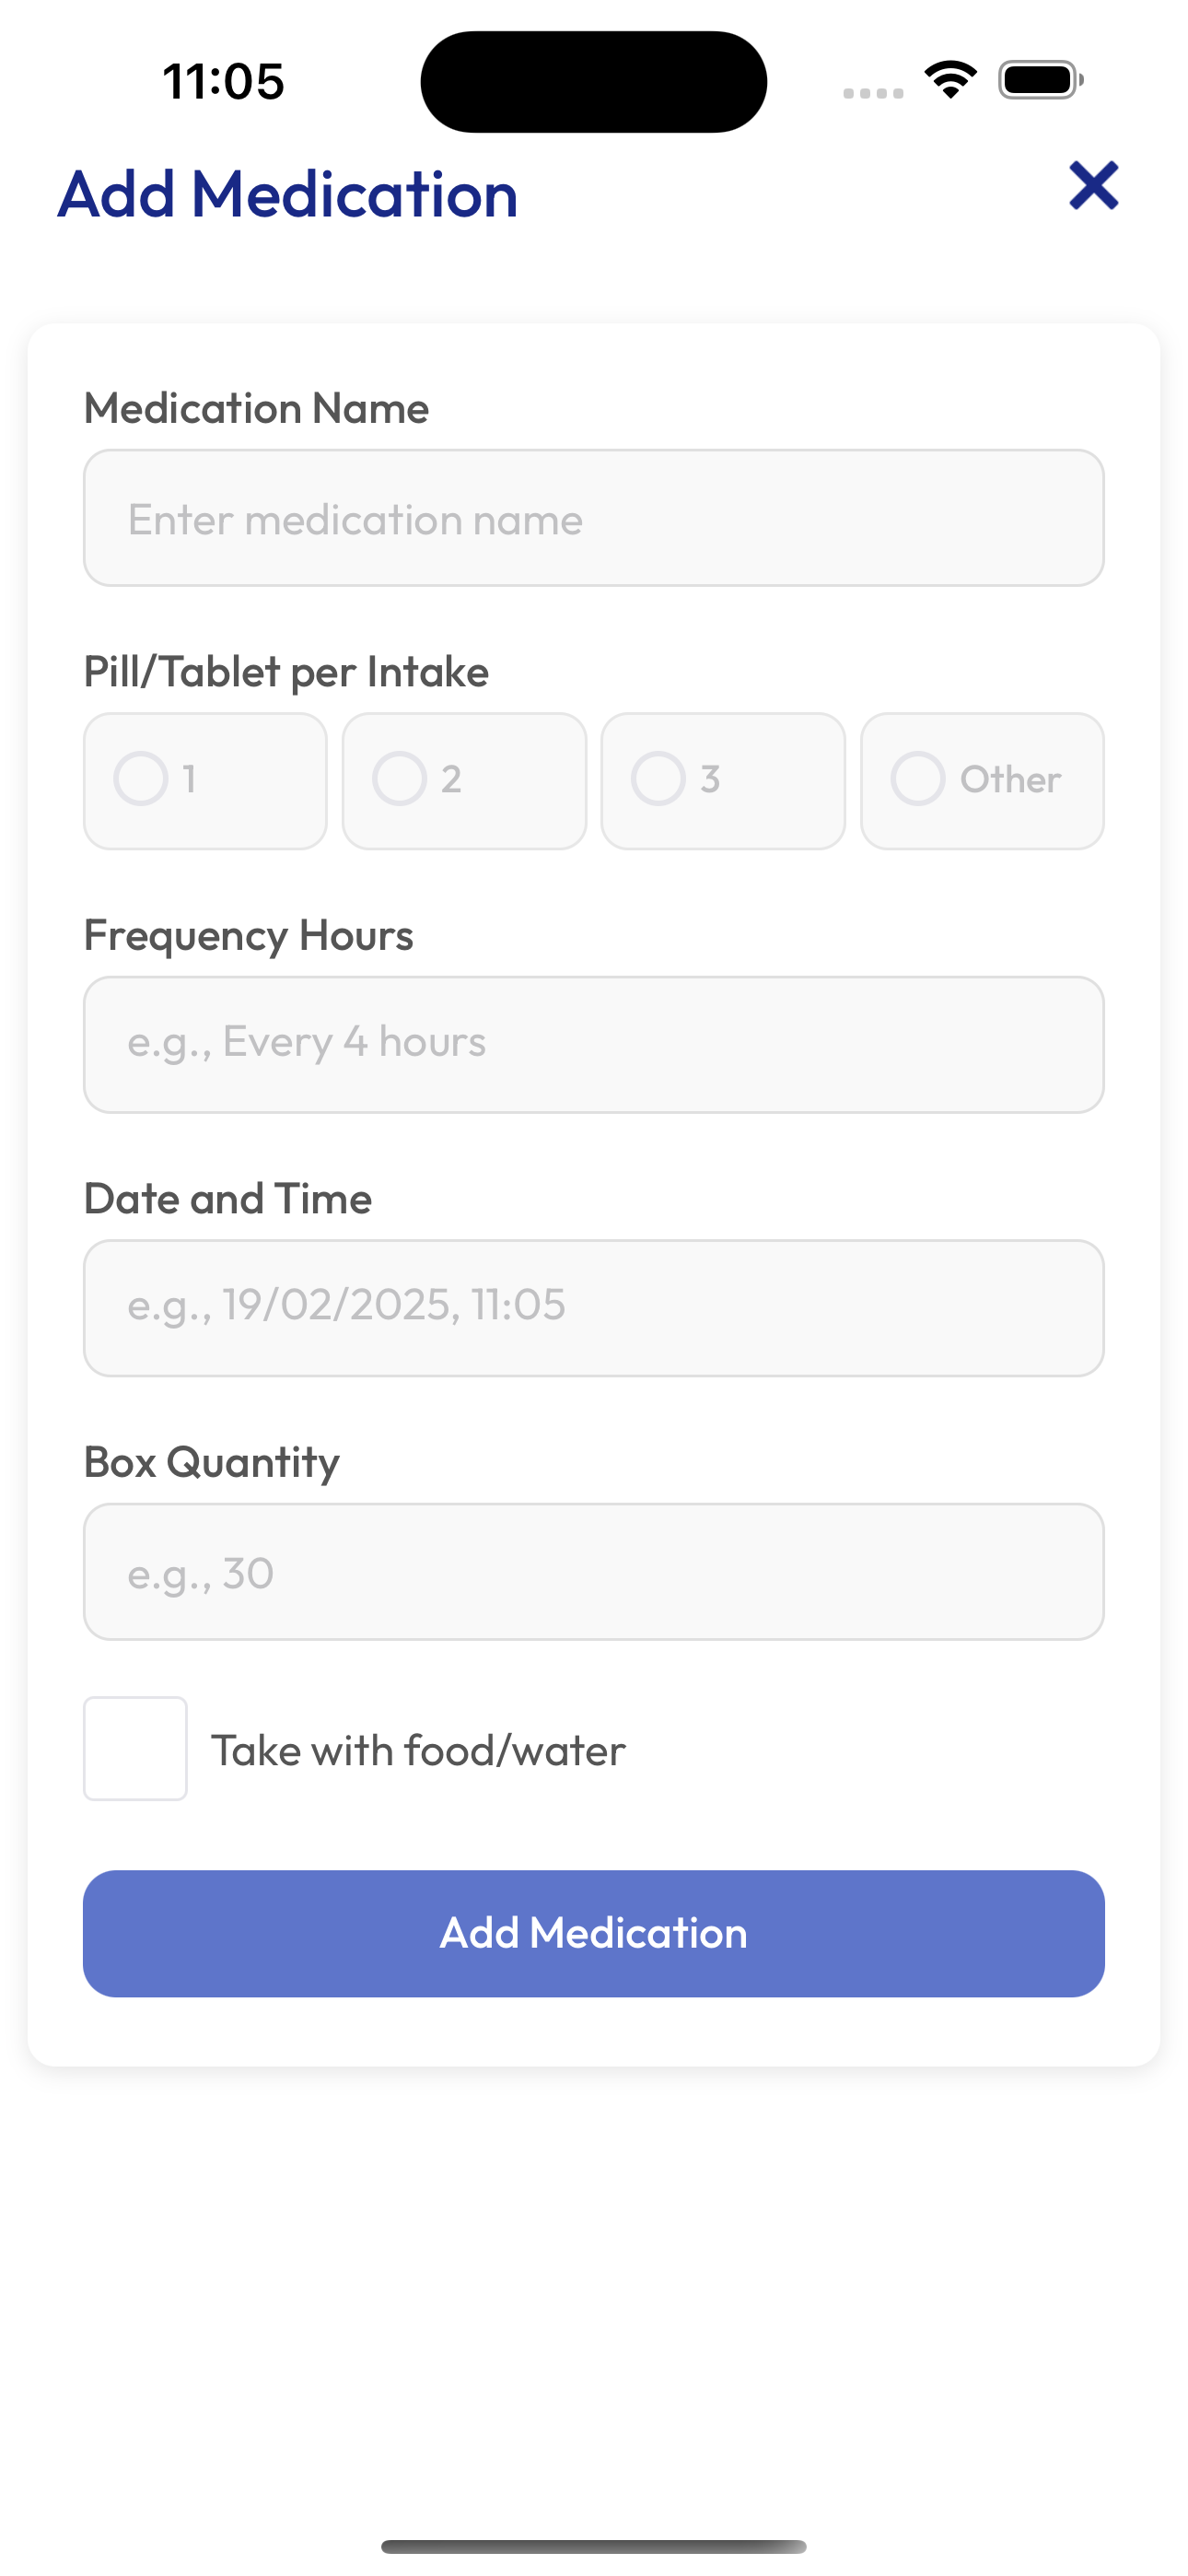 11:05
Add Medication
Medication Name
Enter medication name
Pill/Tablet per Intake
1 2 3 Other
Frequency Hours
e.g., Every 4 hours
Date and Time
e.g., 19/02/2025, 11:05
Box Quantity
e.g., 30
Take with food/water
Add Medication